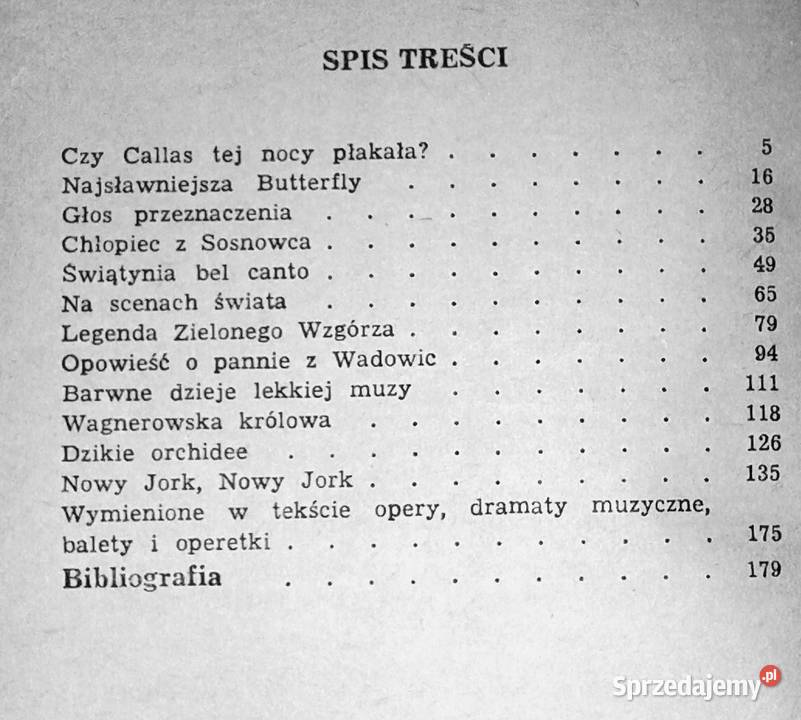 SPIS TREŚCI
Czy Callas tej nocy płakała? . . . . . . . 5
Najsławniejsza Butterfly . . . . . . . . 16
Głos przeznaczenia . . . . . . . . . . 28
Chłopiec z Sosnowca . . . . . . . . . . 35
Świątynia bel canto . . . . . . . . . . 49
Na scenach świata . . . . . . . . . . 65
Legenda Zielonego Wzgórza . . . . . . . . 79
Opowieść o pannie z Wadowic . . . . . . . 94
Barwne dzieje lekkiej muzy . . . . . . . 111
Wagnerowska królowa . . . . . . . . . 118
Dzikie orchidee . . . . . . . . . . . 126
Nowy Jork, Nowy Jork . . . . . . . . . 135
Wymienione w tekście opery, dramaty muzyczne,
balety i operetki . . . . . . . . . . . 175
Bibliografia . . . . . . . . . . . 179
Sprzedajemy.pl